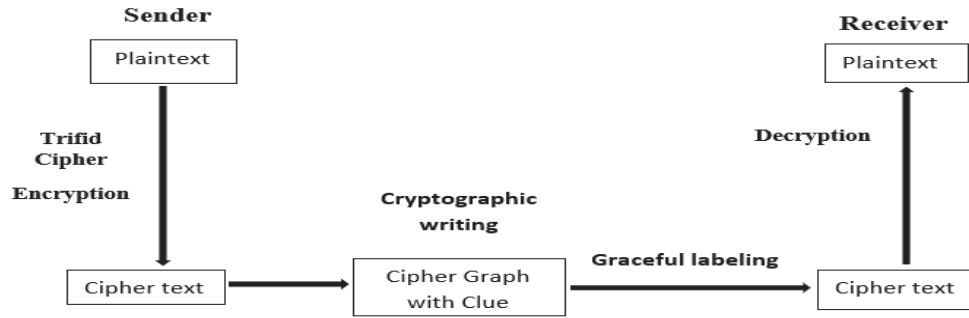 Sender
Plaintext
Trifid
Cipher
Encryption
Cipher text
Cryptographic
writing
Cipher Graph
with Clue
Graceful labeling
Receiver
Plaintext
Decryption
Cipher text